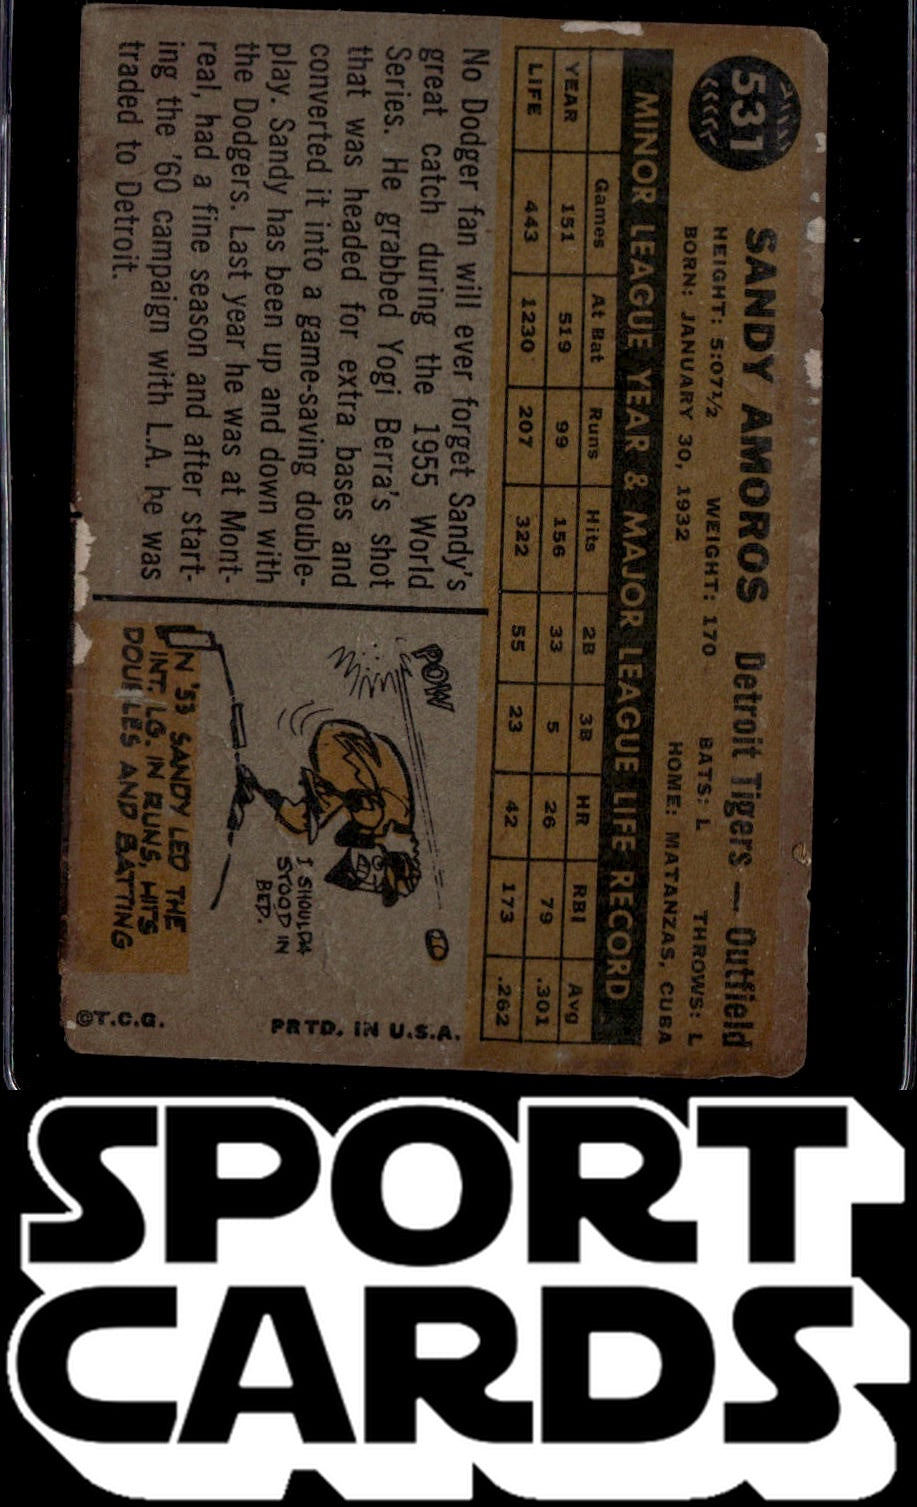 531
SANDY AMOROS Detroit Tigers — Outfield
HEIGHT: 5:07½ WEIGHT: 170 BATS: L THROWS: L
BORN: JANUARY 30, 1932 HOME: MATANZAS, CUBA
MINOR LEAGUE YEAR & MAJOR LEAGUE LIFE RECORD
Games At Bat Runs Hits 2B 3B HR RBI Avg
YEAR 151 519 99 156 33 5 26 79 .301
LIFE 443 1230 207 322 55 23 42 173 .262
No Dodger fan will ever forget Sandy's
great catch during the 1955 World
Series. He grabbed Yogi Berra's shot
that was headed for extra bases and
converted it into a game-saving double-
play. Sandy has been up and down with
the Dodgers. Last year he was at Mont-
real, had a fine season and after start-
ing the '60 campaign with L.A. he was
traded to Detroit.
POW
I SHOULDA
STOOD IN
BED.
IN '53 SANDY LED THE
INT. LG. IN RUNS, HITS
DOUBLES AND BATTING
PRTD. IN U.S.A.
©T.C.G.
SPORT
CARDS